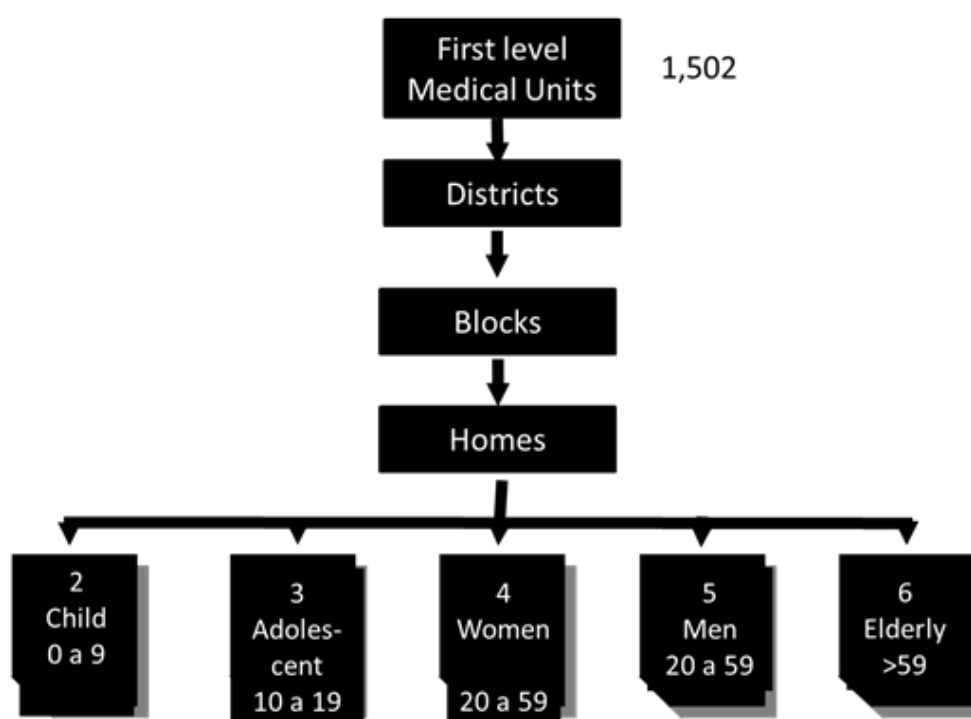 First level
Medical Units
1,502
Districts
Blocks
Homes
2
Child
0 a 9
3
Adoles-
cent
10 a 19
4
Women
20 a 59
5
Men
20 a 59
6
Elderly
>59